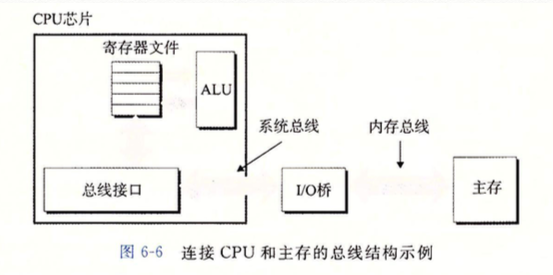 CPU芯片
寄存器文件
ALU
系统总线
内存总线
总线接口
I/O桥
主存
图 6-6 连接 CPU 和主存的总线结构示例